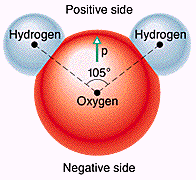 Positive side
Hydrogen
Hydrogen
p
105°
Oxygen
Negative side